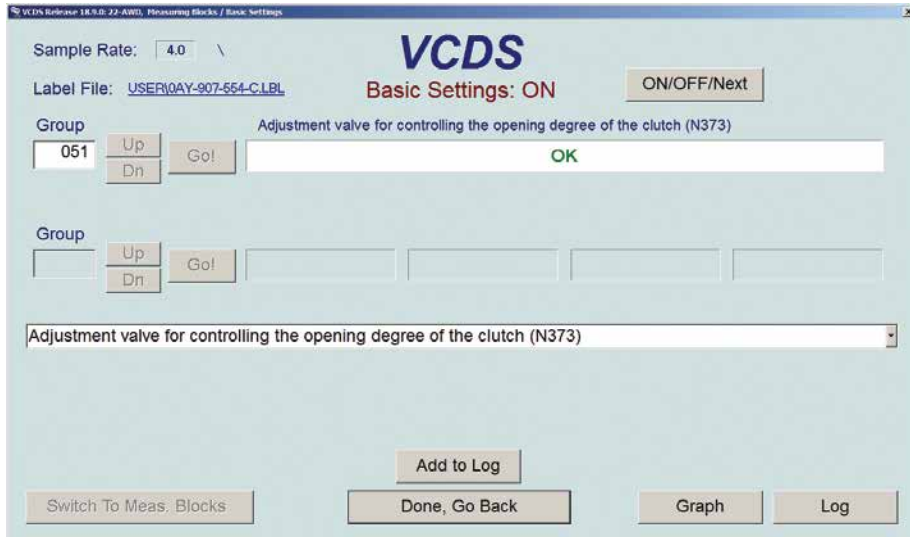 VCDS Release 18.9.0: 22-AWD, Measuring Blocks / Basic Settings
Sample Rate: 4.0 \
VCDS
Label File: USER\0AY-907-554-C.LBL
Basic Settings: ON
ON/OFF/Next
Group
Adjustment valve for controlling the opening degree of the clutch (N373)
051
Up
Dn
Go!
OK
Group
Up
Dn
Go!
Adjustment valve for controlling the opening degree of the clutch (N373)
Add to Log
Switch To Meas. Blocks
Done, Go Back
Graph
Log